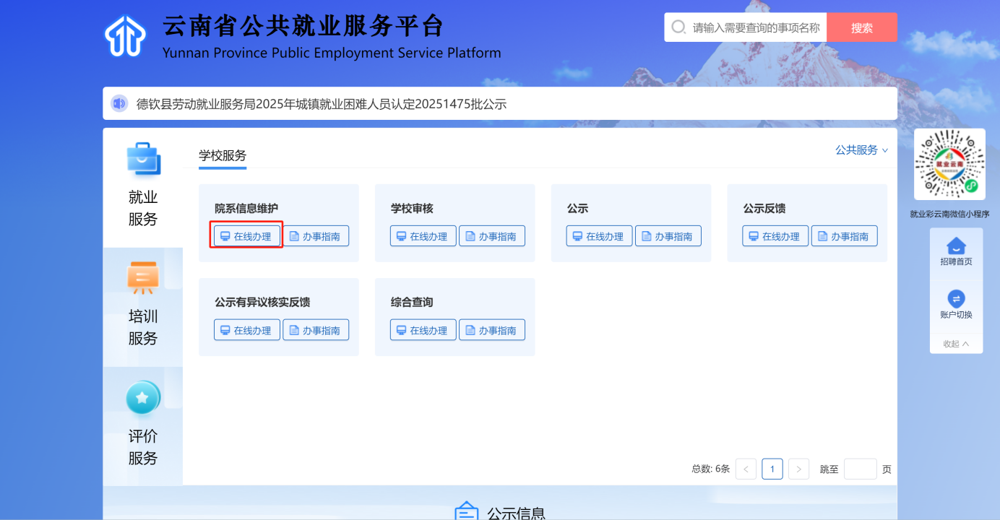 云南省公共就业服务平台
Yunnan Province Public Employment Service Platform
请输入需要查询的事项名称
搜索
德钦县劳动就业服务局2025年城镇就业困难人员认定20251475批公示
就业
服务
培训
服务
评价
服务
学校服务
公共服务
院系信息维护
在线办理 办事指南
学校审核
在线办理 办事指南
公示
在线办理 办事指南
公示反馈
在线办理 办事指南
公示有异议核实反馈
在线办理 办事指南
综合查询
在线办理 办事指南
总数: 6条 < 1 > 跳至 页
公示信息
就业云南
就业彩云南微信小程序
招聘首页
账户切换
收起